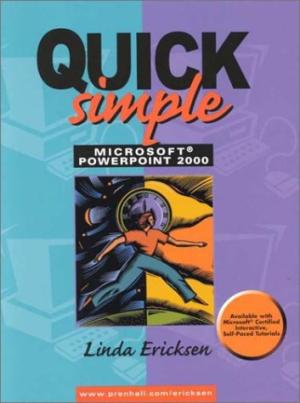 QUICK
simple
MICROSOFT®
POWERPOINT 2000
Available with
Microsoft® Certified
Interactive,
Self-Paced Tutorials
Linda Ericksen
www.prenhall.com/ericksen